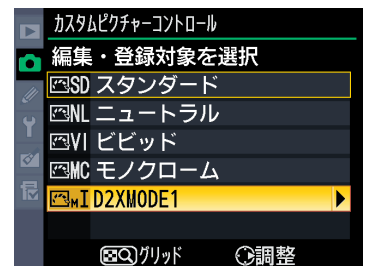 カスタムピクチャーコントロール
編集・登録対象を選択
SD スタンダード
NL ニュートラル
VI ビビッド
MC モノクローム
MI D2XMODE1
グリッド 調整